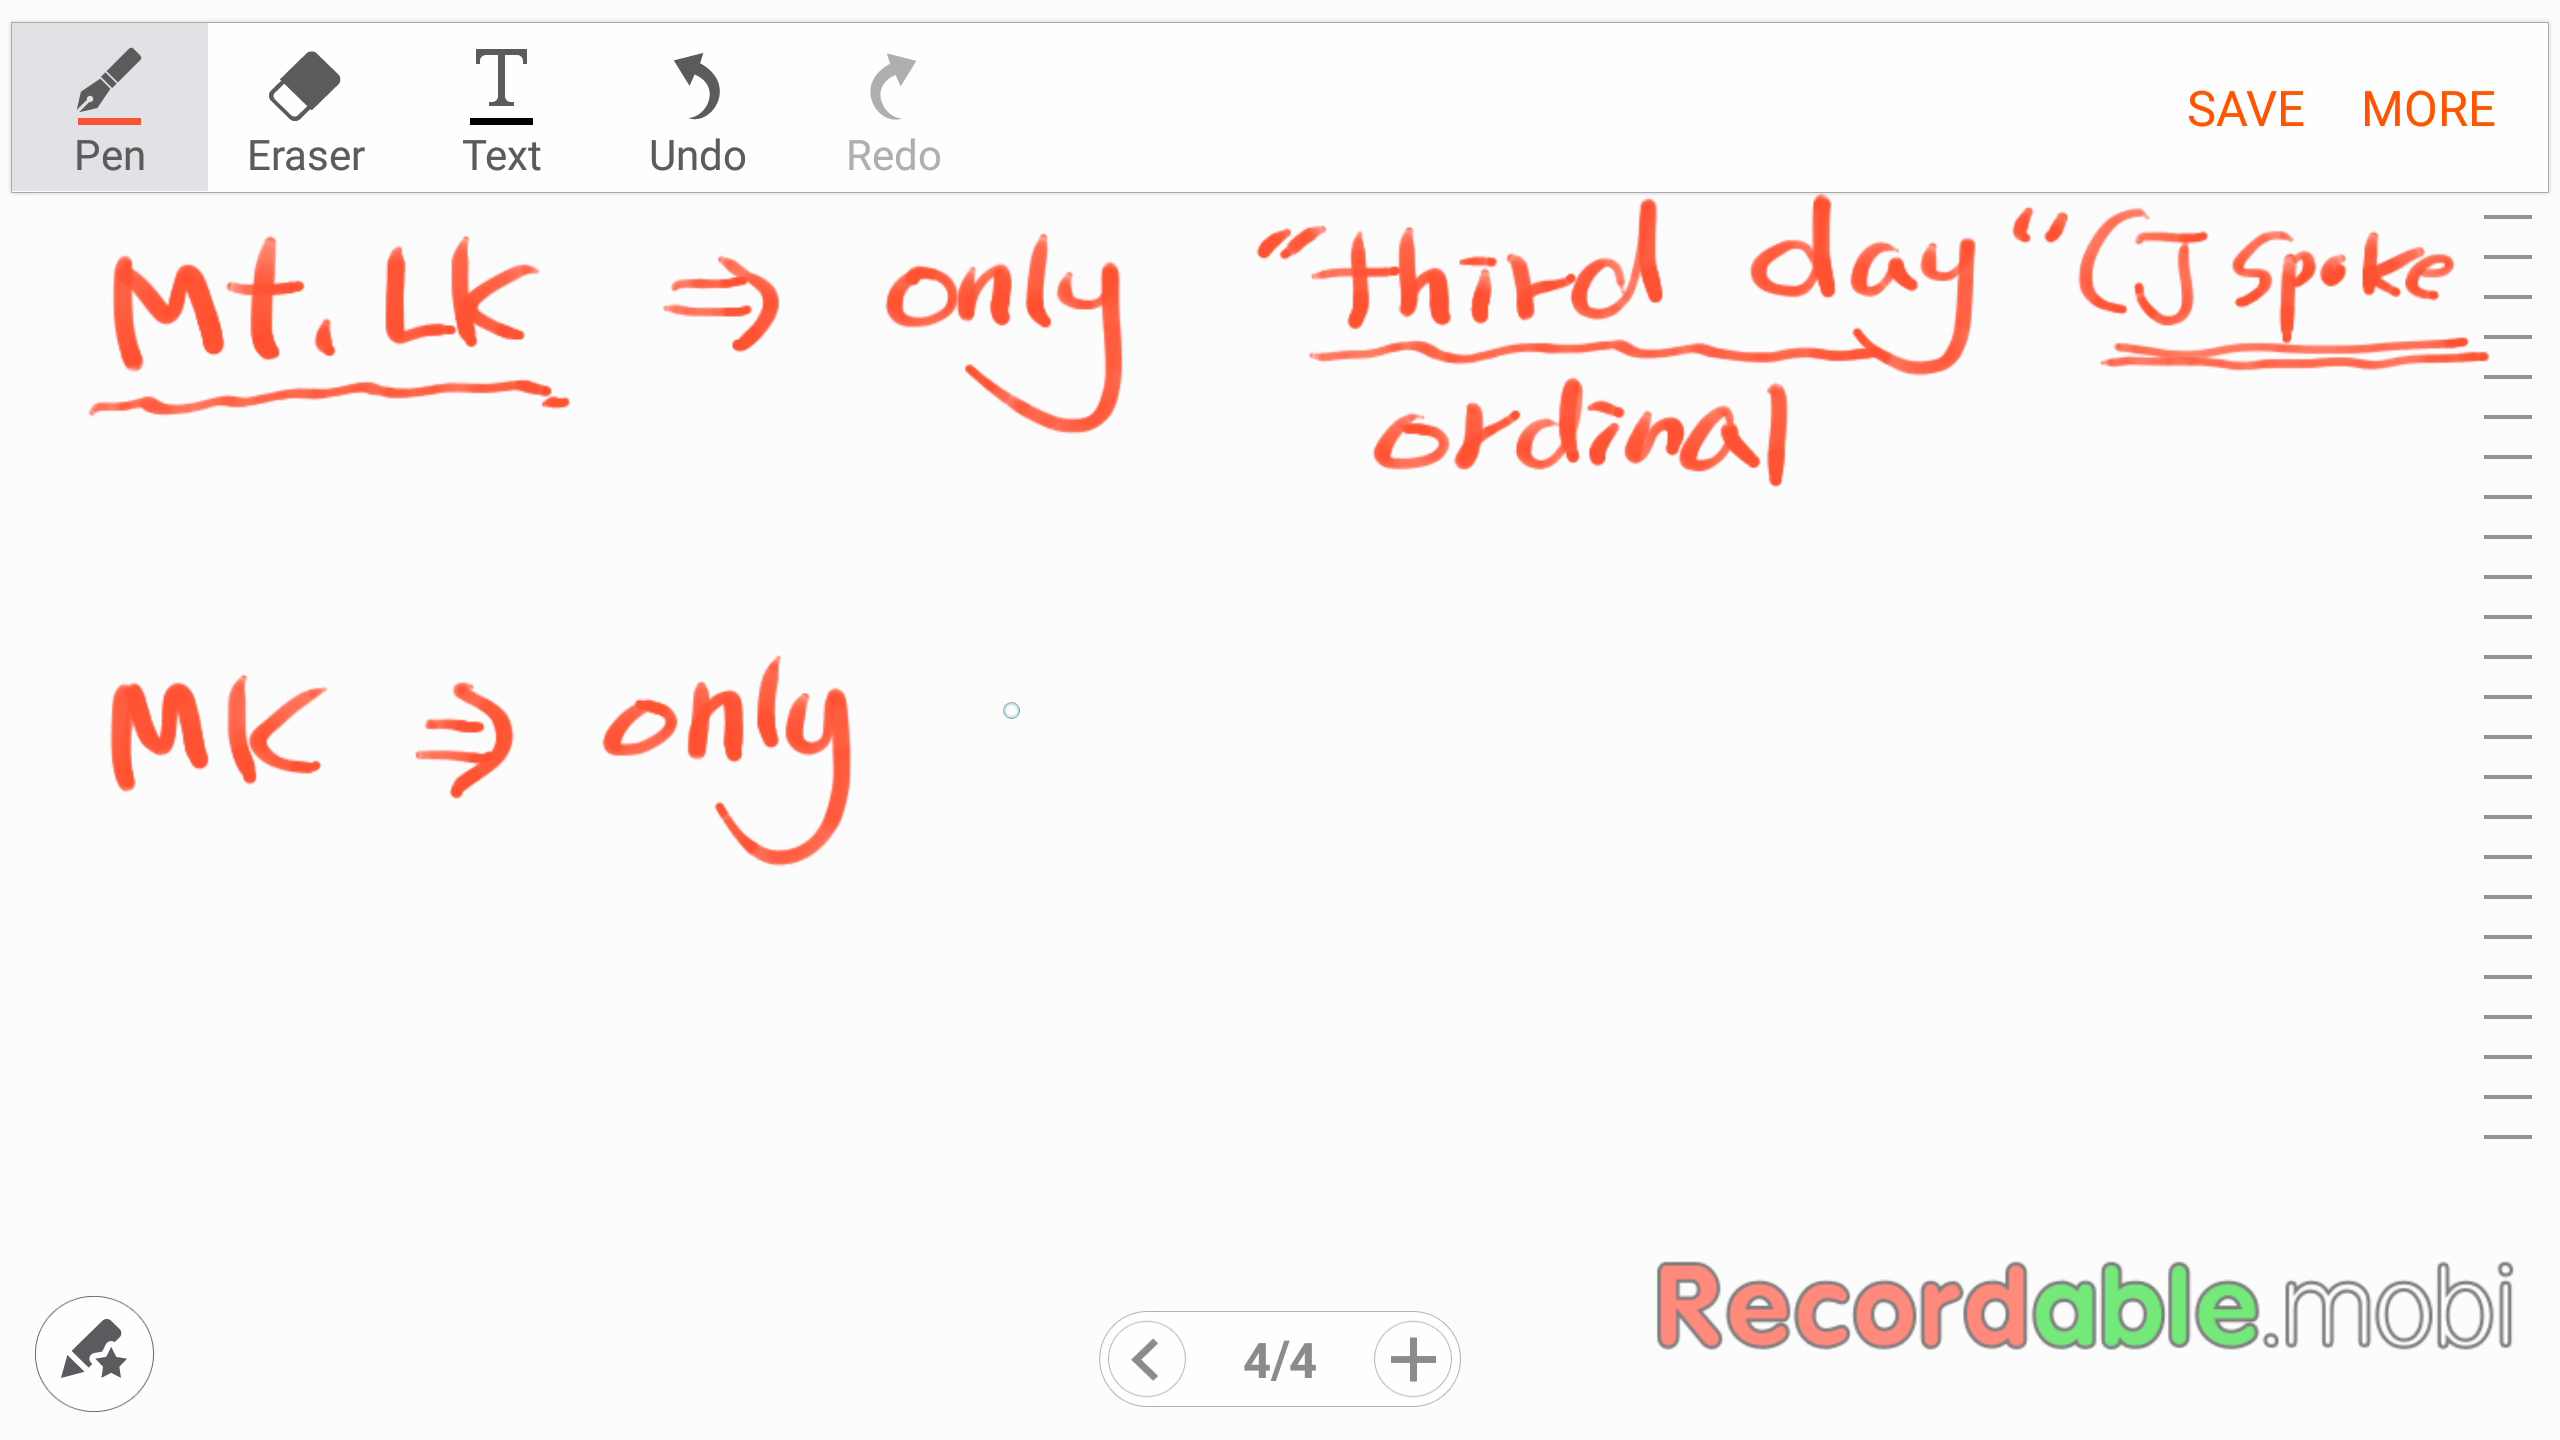 Pen Eraser Text Undo Redo SAVE MORE
Mt. Lk ⇒ only "third day" (J spoke
ordinal
MK ⇒ only
4/4
Recordable.mobi